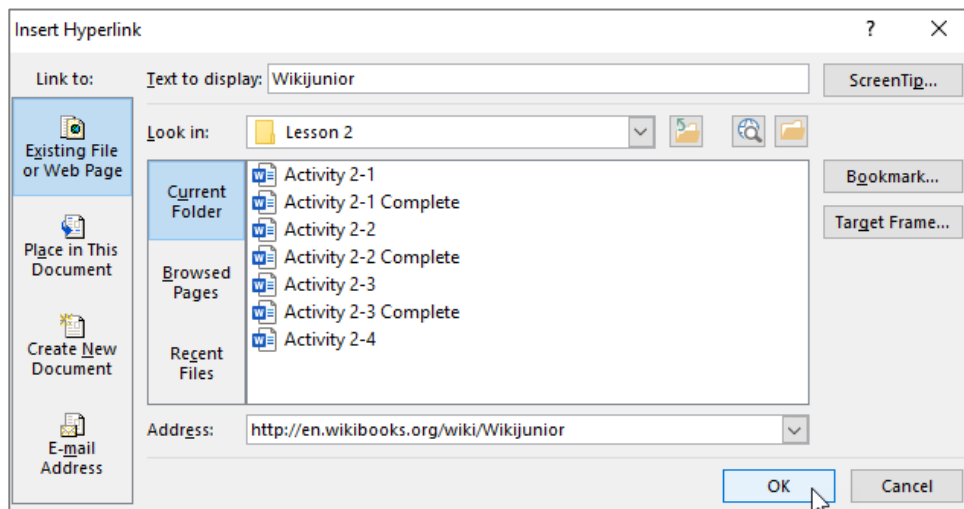 Insert Hyperlink
?
Link to:
Text to display: Wikijunior
ScreenTip...
Existing File
or Web Page
Look in: Lesson 2
Current
Folder
Activity 2-1
Activity 2-1 Complete
Activity 2-2
Activity 2-2 Complete
Activity 2-3
Activity 2-3 Complete
Activity 2-4
Bookmark...
Target Frame...
Place in This
Document
Browsed
Pages
Create New
Document
Recent
Files
E-mail
Address
Address: http://en.wikibooks.org/wiki/Wikijunior
OK
Cancel